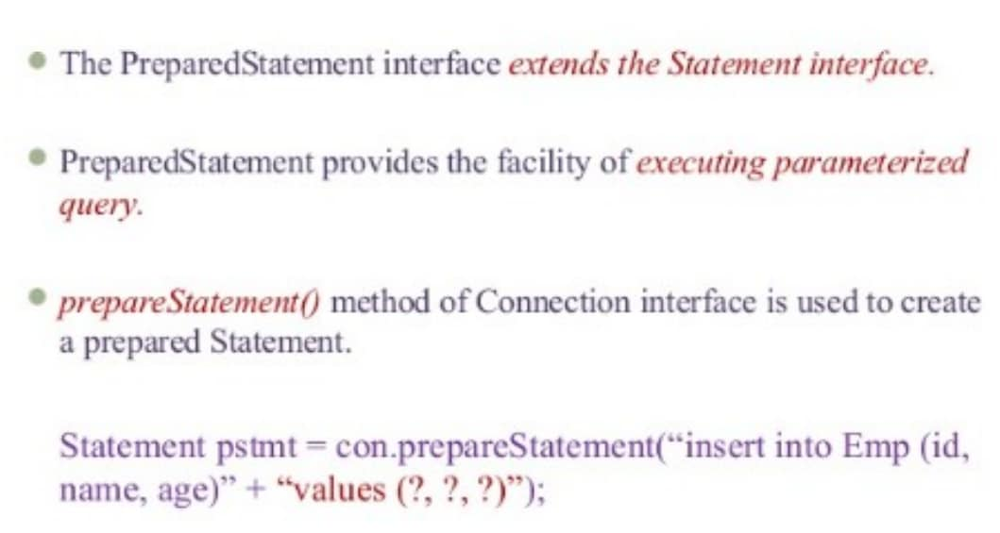 The PreparedStatement interface extends the Statement interface.
PreparedStatement provides the facility of executing parameterized
query.
prepareStatement() method of Connection interface is used to create
a prepared Statement.
Statement pstmt = con.prepareStatement(“insert into Emp (id,
name, age)” + “values (?, ?, ?)”);